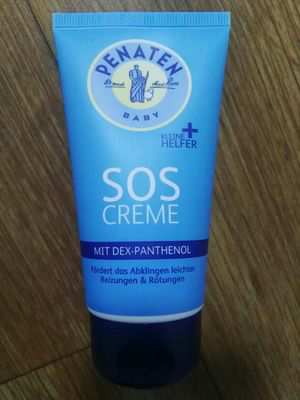 PENATEN
BABY
KLEINE
HELFER
SOS
CREME
MIT DEX-PANTHENOL
Fördert das Abklingen leichter
Reizungen & Rötungen